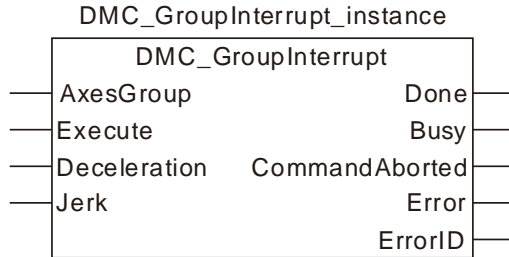 DMC_GroupInterrupt_instance
DMC_GroupInterrupt
AxesGroup Done
Execute Busy
Deceleration CommandAborted
Jerk Error
ErrorID